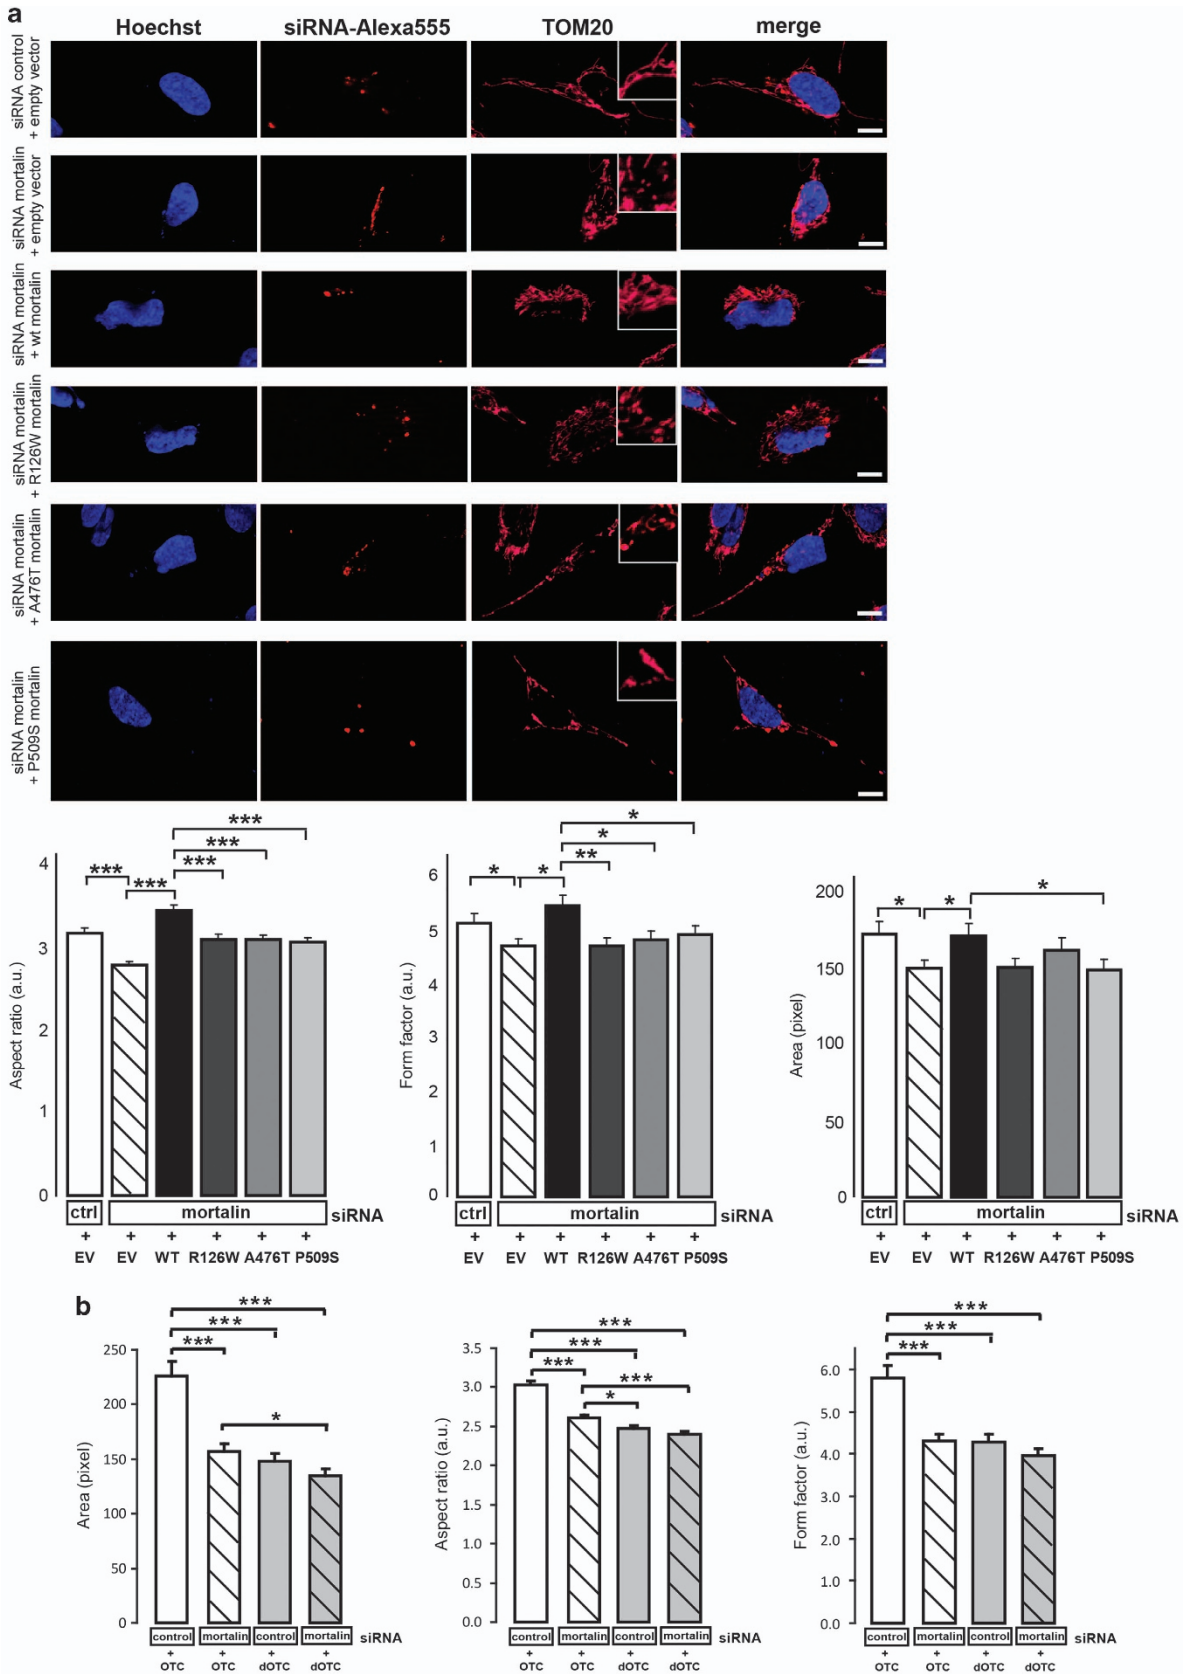 a
Hoechst siRNA-Alexa555 TOM20 merge
siRNA control
+ empty vector
siRNA mortalin
+ empty vector
siRNA mortalin
+ wt mortalin
siRNA mortalin
+ R126W mortalin
siRNA mortalin
+ A476T mortalin
siRNA mortalin
+ P509S mortalin
Aspect ratio (a.u.)
4
3
2
1
0
***
***
***
***
***
ctrl mortalin siRNA
+ + + + + +
EV EV WT R126W A476T P509S
Form factor (a.u.)
6
5
4
3
2
1
0
*
*
**
*
*
ctrl mortalin siRNA
+ + + + + +
EV EV WT R126W A476T P509S
Area (pixel)
200
150
100
50
0
*
*
*
ctrl mortalin siRNA
+ + + + + +
EV EV WT R126W A476T P509S
b
Area (pixel)
250
200
150
100
50
0
***
***
***
*
control mortalin control mortalin siRNA
+ + + +
OTC OTC dOTC dOTC
Aspect ratio (a.u.)
3.5
3.0
2.5
2.0
1.5
1.0
0.5
0.0
***
***
***
***
*
control mortalin control mortalin siRNA
+ + + +
OTC OTC dOTC dOTC
Form factor (a.u.)
6.0
5.0
4.0
3.0
2.0
1.0
0.0
***
***
***
control mortalin control mortalin siRNA
+ + + +
OTC OTC dOTC dOTC